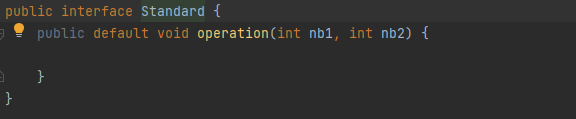 public interface Standard {
public default void operation(int nb1, int nb2) {
}
}